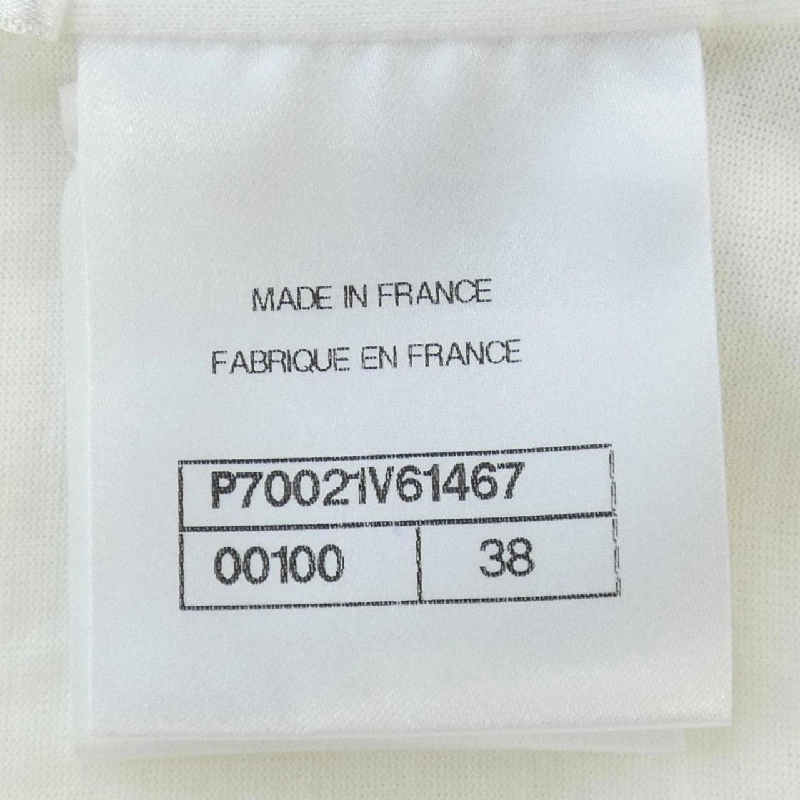 MADE IN FRANCE
FABRIQUE EN FRANCE
P70021V61467
00100 38